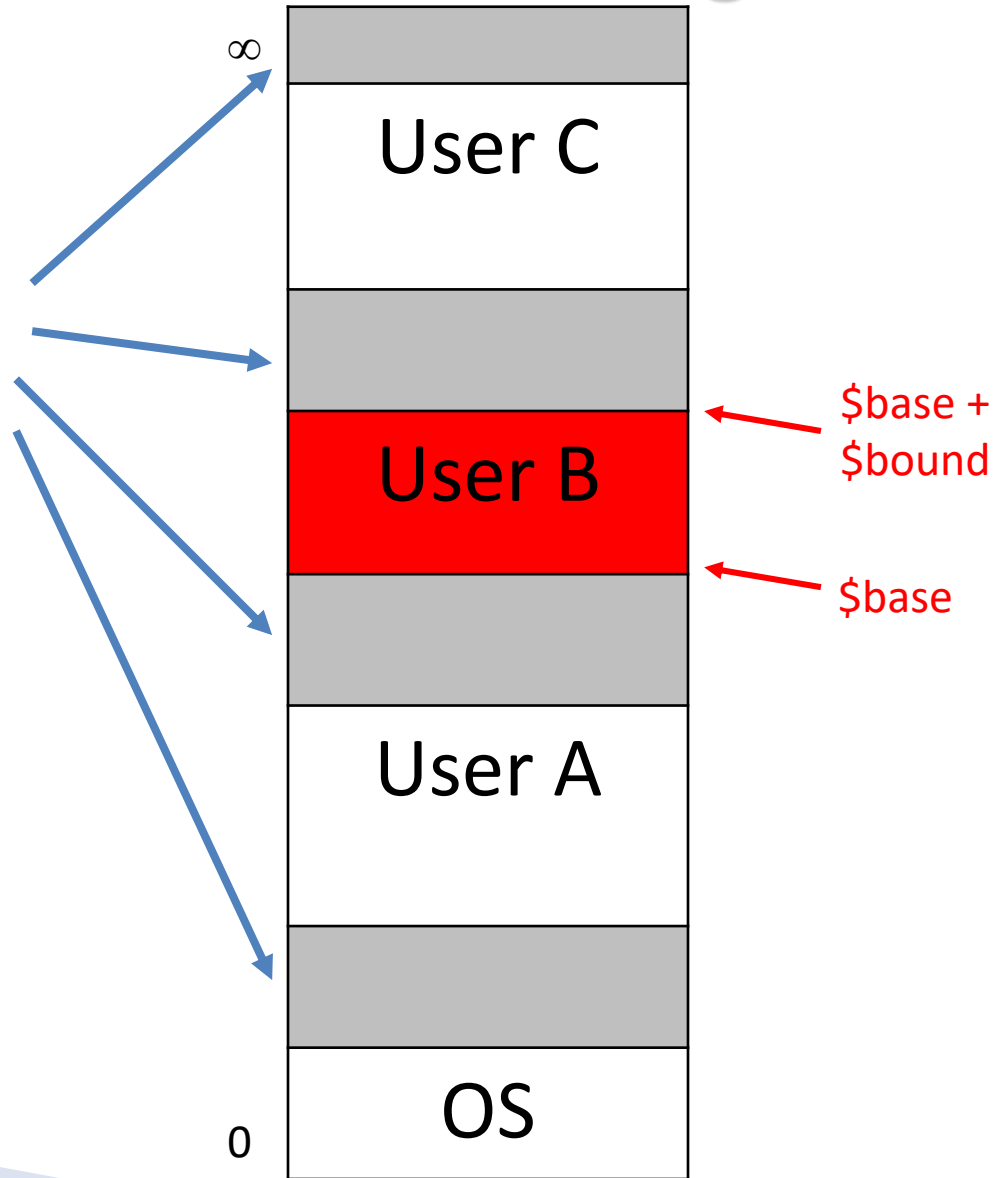 ∞
User C
$base +
$bound
User B
$base
User A
OS
0